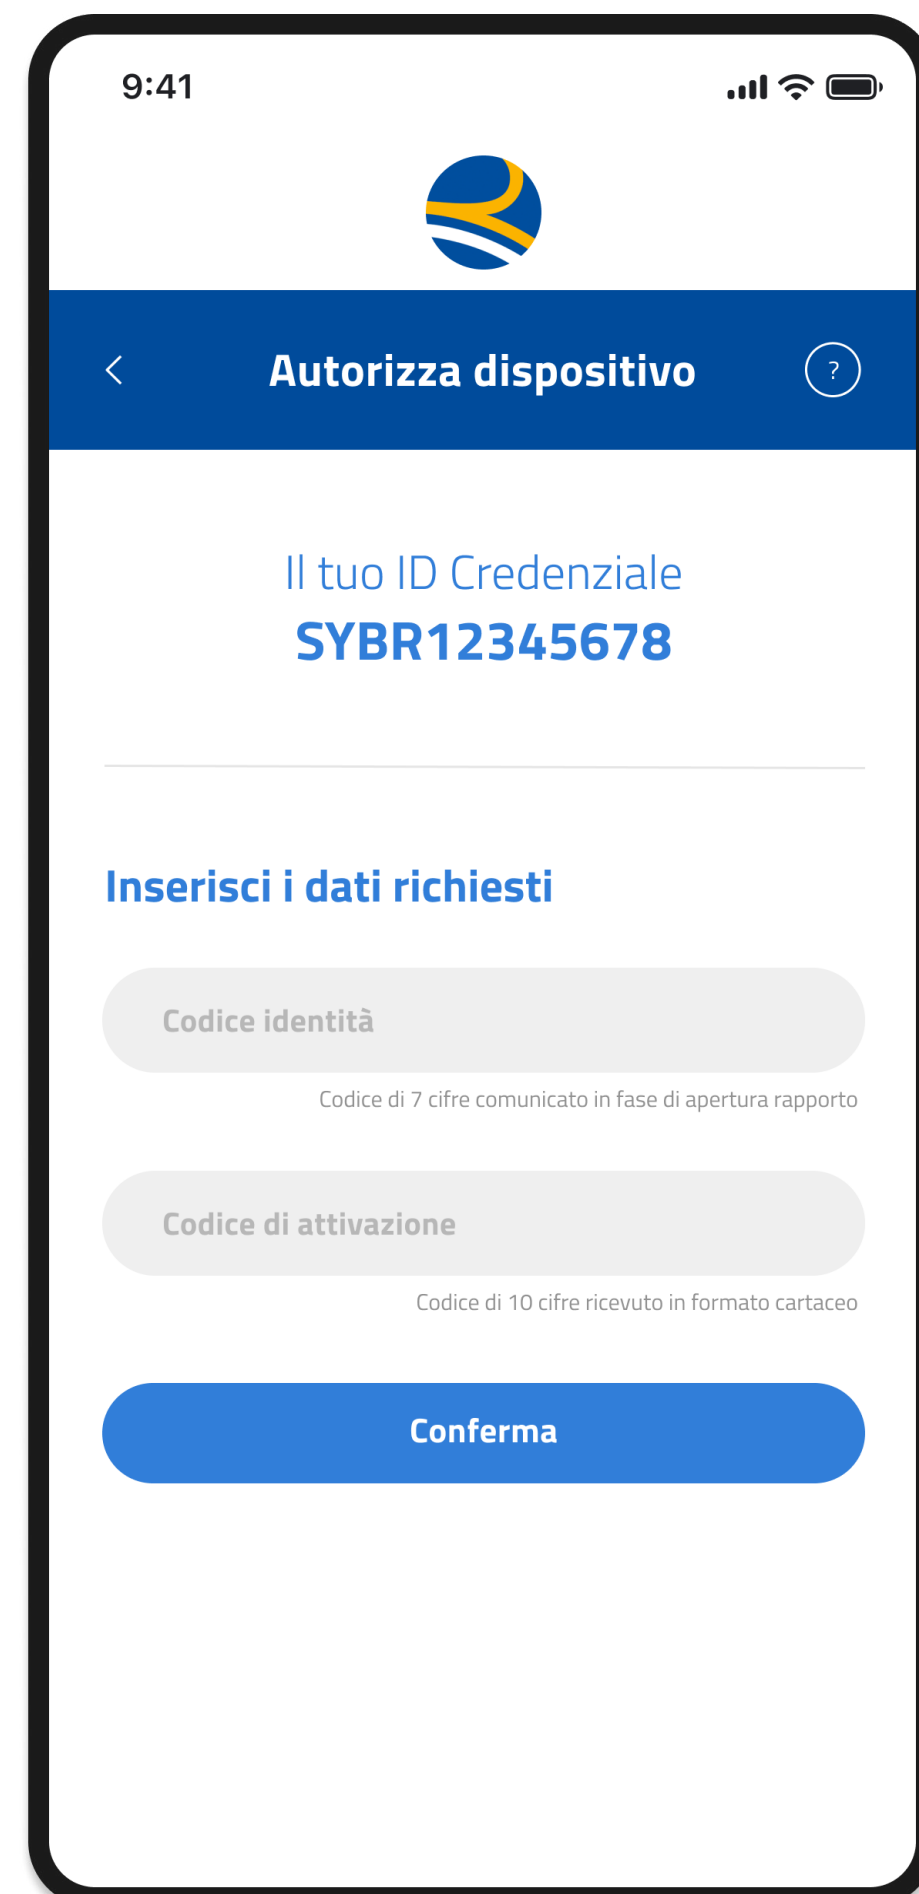 9:41
Autorizza dispositivo
?
Il tuo ID Credenziale
SYBR12345678
Inserisci i dati richiesti
Codice identità
Codice di 7 cifre comunicato in fase di apertura rapporto
Codice di attivazione
Codice di 10 cifre ricevuto in formato cartaceo
Conferma